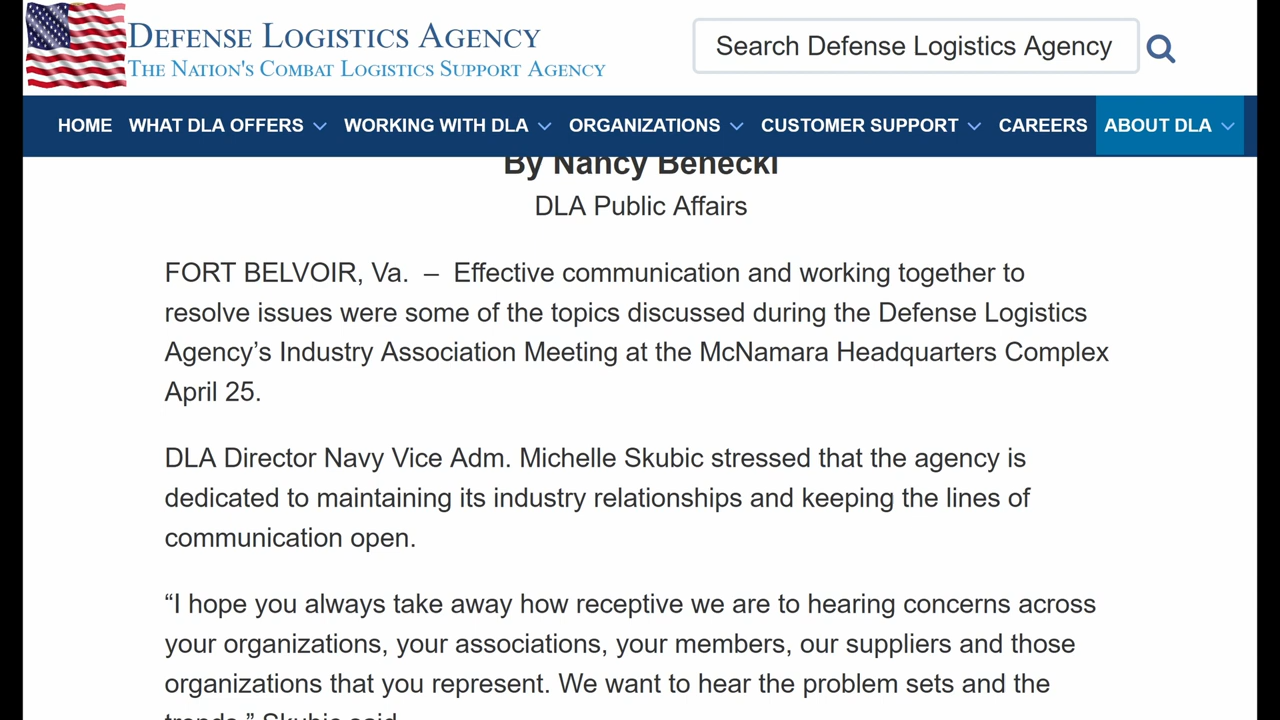 DEFENSE LOGISTICS AGENCY
THE NATION'S COMBAT LOGISTICS SUPPORT AGENCY
Search Defense Logistics Agency
HOME WHAT DLA OFFERS WORKING WITH DLA ORGANIZATIONS CUSTOMER SUPPORT CAREERS ABOUT DLA
By Nancy Benecki
DLA Public Affairs
FORT BELVOIR, Va. – Effective communication and working together to
resolve issues were some of the topics discussed during the Defense Logistics
Agency’s Industry Association Meeting at the McNamara Headquarters Complex
April 25.
DLA Director Navy Vice Adm. Michelle Skubic stressed that the agency is
dedicated to maintaining its industry relationships and keeping the lines of
communication open.
“I hope you always take away how receptive we are to hearing concerns across
your organizations, your associations, your members, our suppliers and those
organizations that you represent. We want to hear the problem sets and the
trends,” Skubic said